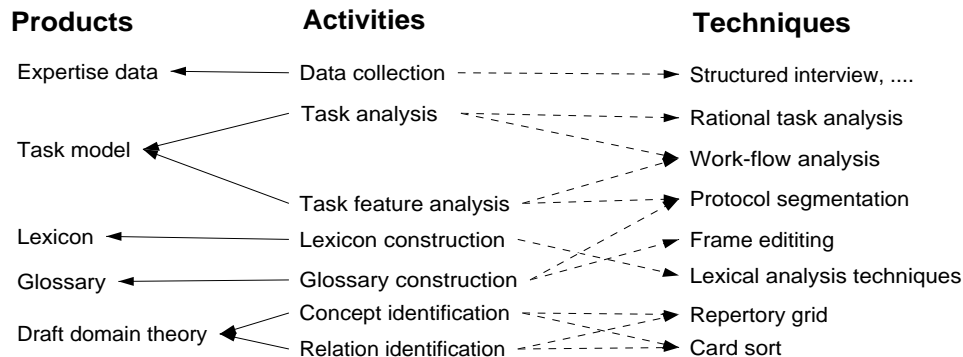 Products Activities Techniques
Expertise data Data collection Structured interview, ....
Task analysis Rational task analysis
Task model Work-flow analysis
Task feature analysis Protocol segmentation
Lexicon Lexicon construction Frame edititing
Glossary Glossary construction Lexical analysis techniques
Concept identification Repertory grid
Draft domain theory
Relation identification Card sort